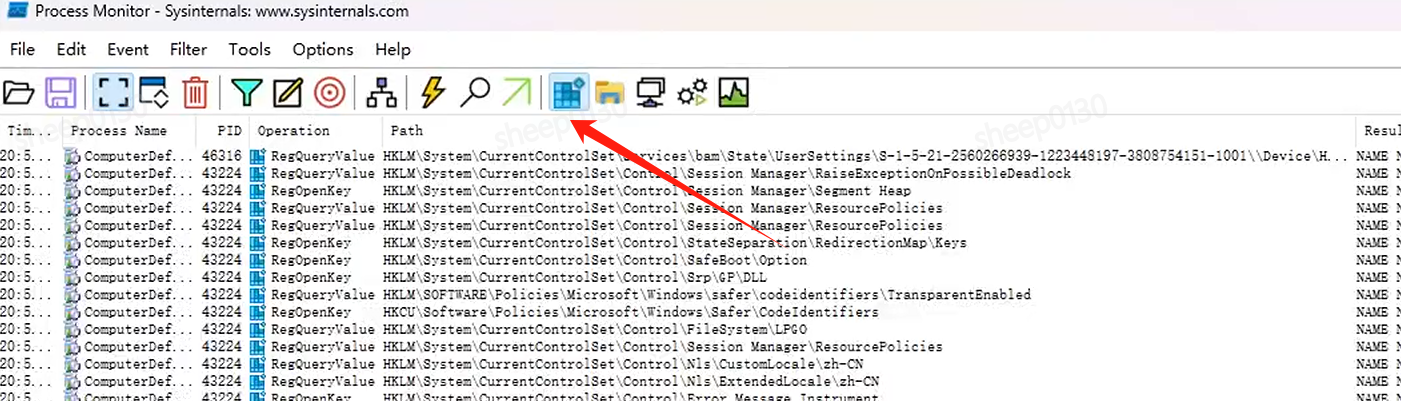 Process Monitor - Sysinternals: www.sysinternals.com
File Edit Event Filter Tools Options Help
Tim... Process Name PID Operation Path Resul
20:5... ComputerDef... 46316 RegQueryValue HKLM\System\CurrentControlSet\Services\bam\State\UserSettings\S-1-5-21-2560266939-1223448197-3808754151-1001\\Device\H... NAME N
20:5... ComputerDef... 43224 RegQueryValue HKLM\System\CurrentControlSet\Control\Session Manager\RaiseExceptionOnPossibleDeadlock NAME N
20:5... ComputerDef... 43224 RegOpenKey HKLM\System\CurrentControlSet\Control\Session Manager\Segment Heap NAME N
20:5... ComputerDef... 43224 RegQueryValue HKLM\System\CurrentControlSet\Control\Session Manager\ResourcePolicies NAME N
20:5... ComputerDef... 43224 RegQueryValue HKLM\System\CurrentControlSet\Control\Session Manager\ResourcePolicies NAME N
20:5... ComputerDef... 43224 RegOpenKey HKLM\System\CurrentControlSet\Control\StateSeparation\RedirectionMap\Keys NAME N
20:5... ComputerDef... 43224 RegOpenKey HKLM\System\CurrentControlSet\Control\SafeBoot\Option NAME N
20:5... ComputerDef... 43224 RegOpenKey HKLM\System\CurrentControlSet\Control\Srp\GP\DLL NAME N
20:5... ComputerDef... 43224 RegQueryValue HKLM\SOFTWARE\Policies\Microsoft\Windows\safer\codeidentifiers\TransparentEnabled NAME N
20:5... ComputerDef... 43224 RegOpenKey HKCU\Software\Policies\Microsoft\Windows\Safer\CodeIdentifiers NAME N
20:5... ComputerDef... 43224 RegQueryValue HKLM\System\CurrentControlSet\Control\FileSystem\LPGO NAME N
20:5... ComputerDef... 43224 RegQueryValue HKLM\System\CurrentControlSet\Control\Session Manager\ResourcePolicies NAME N
20:5... ComputerDef... 43224 RegQueryValue HKLM\System\CurrentControlSet\Control\Nls\CustomLocale\zh-CN NAME N
20:5... ComputerDef... 43224 RegQueryValue HKLM\System\CurrentControlSet\Control\Nls\ExtendedLocale\zh-CN NAME N
20:5... ComputerDef... 43224 RegOpenKey HKLM\System\CurrentControlSet\Control\Error Message Instrument NAME N
sheep0130
sheep0130
sheep0130